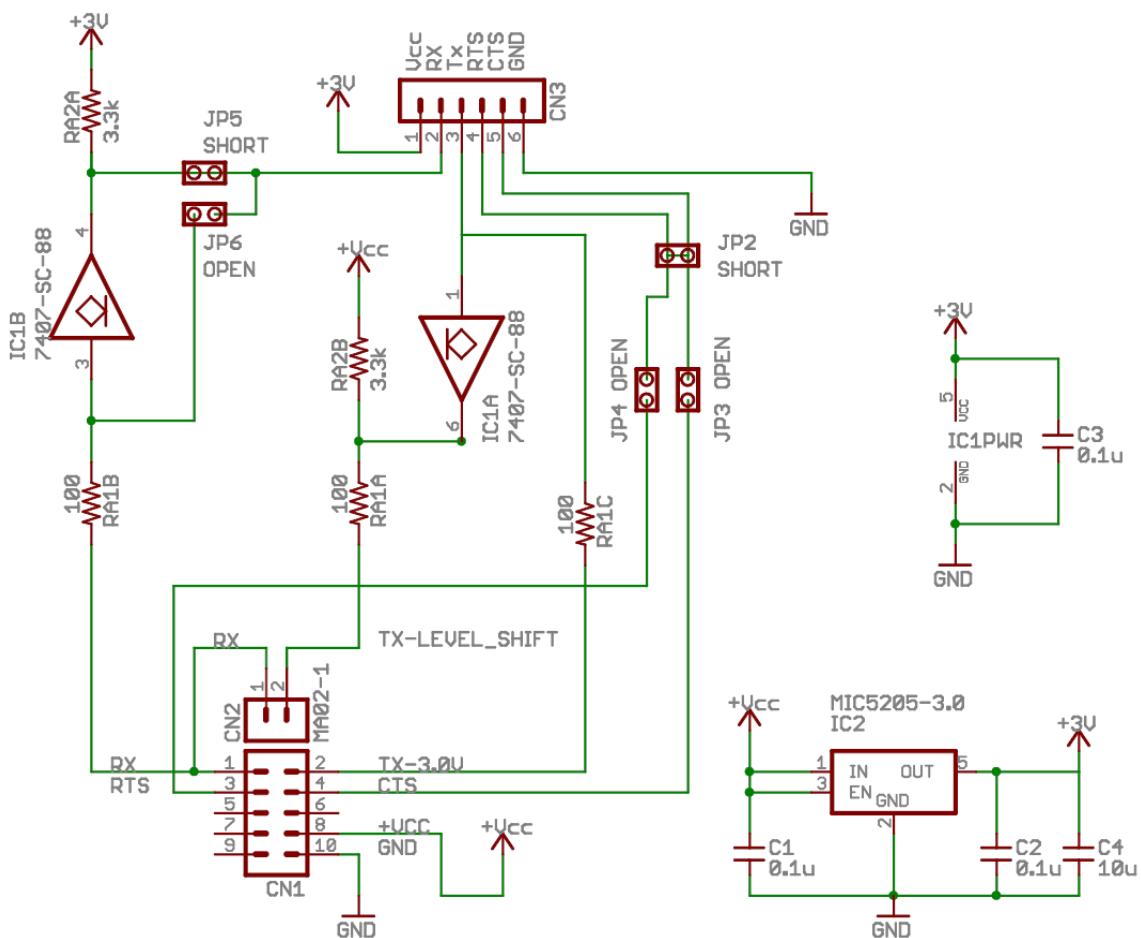 +3V
RA2A
3.3k
JP5
SHORT
JP6
OPEN
4
3
IC1B
7407-SC-88
100
RA1B
+3V
Vcc
RX
Tx
RTS
CTS
GND
CN3
1
2
3
4
5
6
GND
+Vcc
RA2B
3.3k
1
6
IC1A
7407-SC-88
100
RA1A
100
RA1C
JP2
SHORT
JP4 OPEN
JP3 OPEN
+3V
5
VCC
IC1PWR
2
GND
C3
0.1u
GND
RX
TX-LEVEL_SHIFT
1
2
CN2
MA02-1
RX
RTS
1
3
5
7
9
2
4
6
8
10
TX-3.0V
CTS
+VCC
GND
CN1
+Vcc
GND
+Vcc
MIC5205-3.0
IC2
+3V
1
3
IN
EN
OUT
GND
5
2
C1
0.1u
C2
0.1u
C4
10u
GND